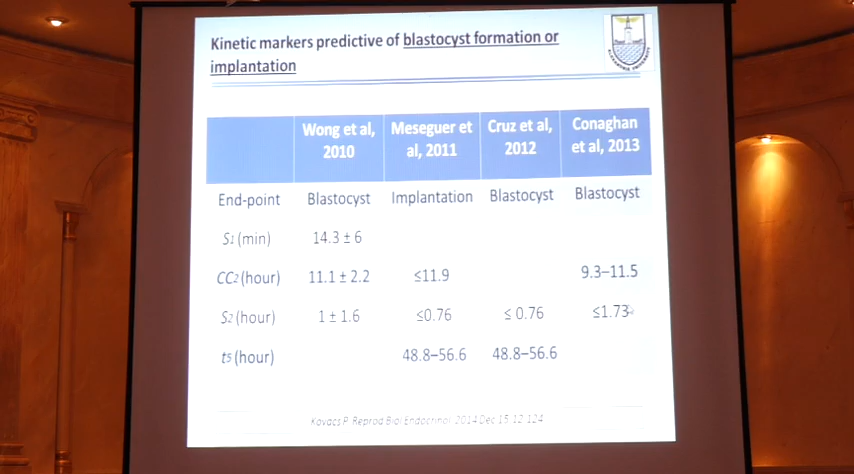 Kinetic markers predictive of blastocyst formation or
implantation
Wong et al, 2010 Meseguer et al, 2011 Cruz et al, 2012 Conaghan et al, 2013
End-point Blastocyst Implantation Blastocyst Blastocyst
S1 (min) 14.3 ± 6
CC2 (hour) 11.1 ± 2.2 ≤11.9 9.3–11.5
S2 (hour) 1 ± 1.6 ≤0.76 ≤ 0.76 ≤1.73
t5 (hour) 48.8–56.6 48.8–56.6
Kovacs P. Reprod Biol Endocrinol. 2014 Dec 15;12:124
ALEXANDRIA UNIVERSITY